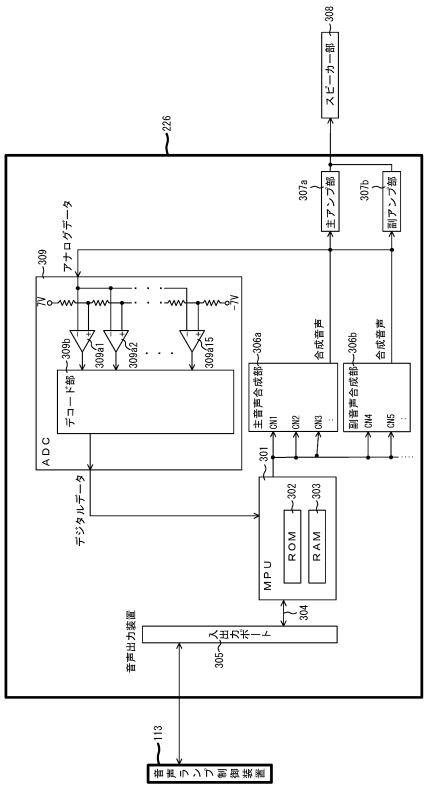 音声ランプ制御装置
113
226
音声出力装置
入出力ポート
305
304
MPU
301
ROM
302
RAM
303
デジタルデータ
ADC
309
デコード部
309b
7V
-7V
309a1
309a2
309a15
アナログデータ
主音声合成部
306a
CN1
CN2
CN3
合成音声
副音声合成部
306b
CN4
CN5
合成音声
主アンプ部
307a
副アンプ部
307b
スピーカー部
308